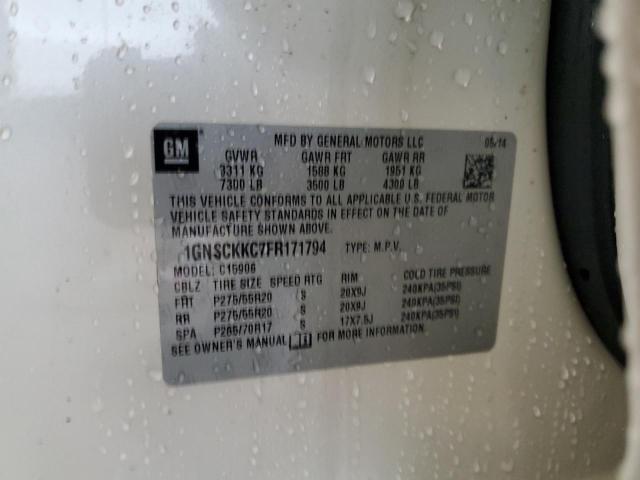 GM
MFD BY GENERAL MOTORS LLC 05/14
GVWR GAWR FRT GAWR RR
3311 KG 1588 KG 1951 KG
7300 LB 3500 LB 4300 LB
THIS VEHICLE CONFORMS TO ALL APPLICABLE U.S. FEDERAL MOTOR
VEHICLE SAFETY STANDARDS IN EFFECT ON THE DATE OF
MANUFACTURE SHOWN ABOVE.
1GNSCKKC7FR171794 TYPE: M.P.V.
MODEL: C15906
CBLZ TIRE SIZE SPEED RTG RIM COLD TIRE PRESSURE
FRT P275/55R20 S 20X9J 240KPA(35PSI)
RR P275/55R20 S 20X9J 240KPA(35PSI)
SPA P265/70R17 S 17X7.5J 240KPA(35PSI)
SEE OWNER'S MANUAL FOR MORE INFORMATION.